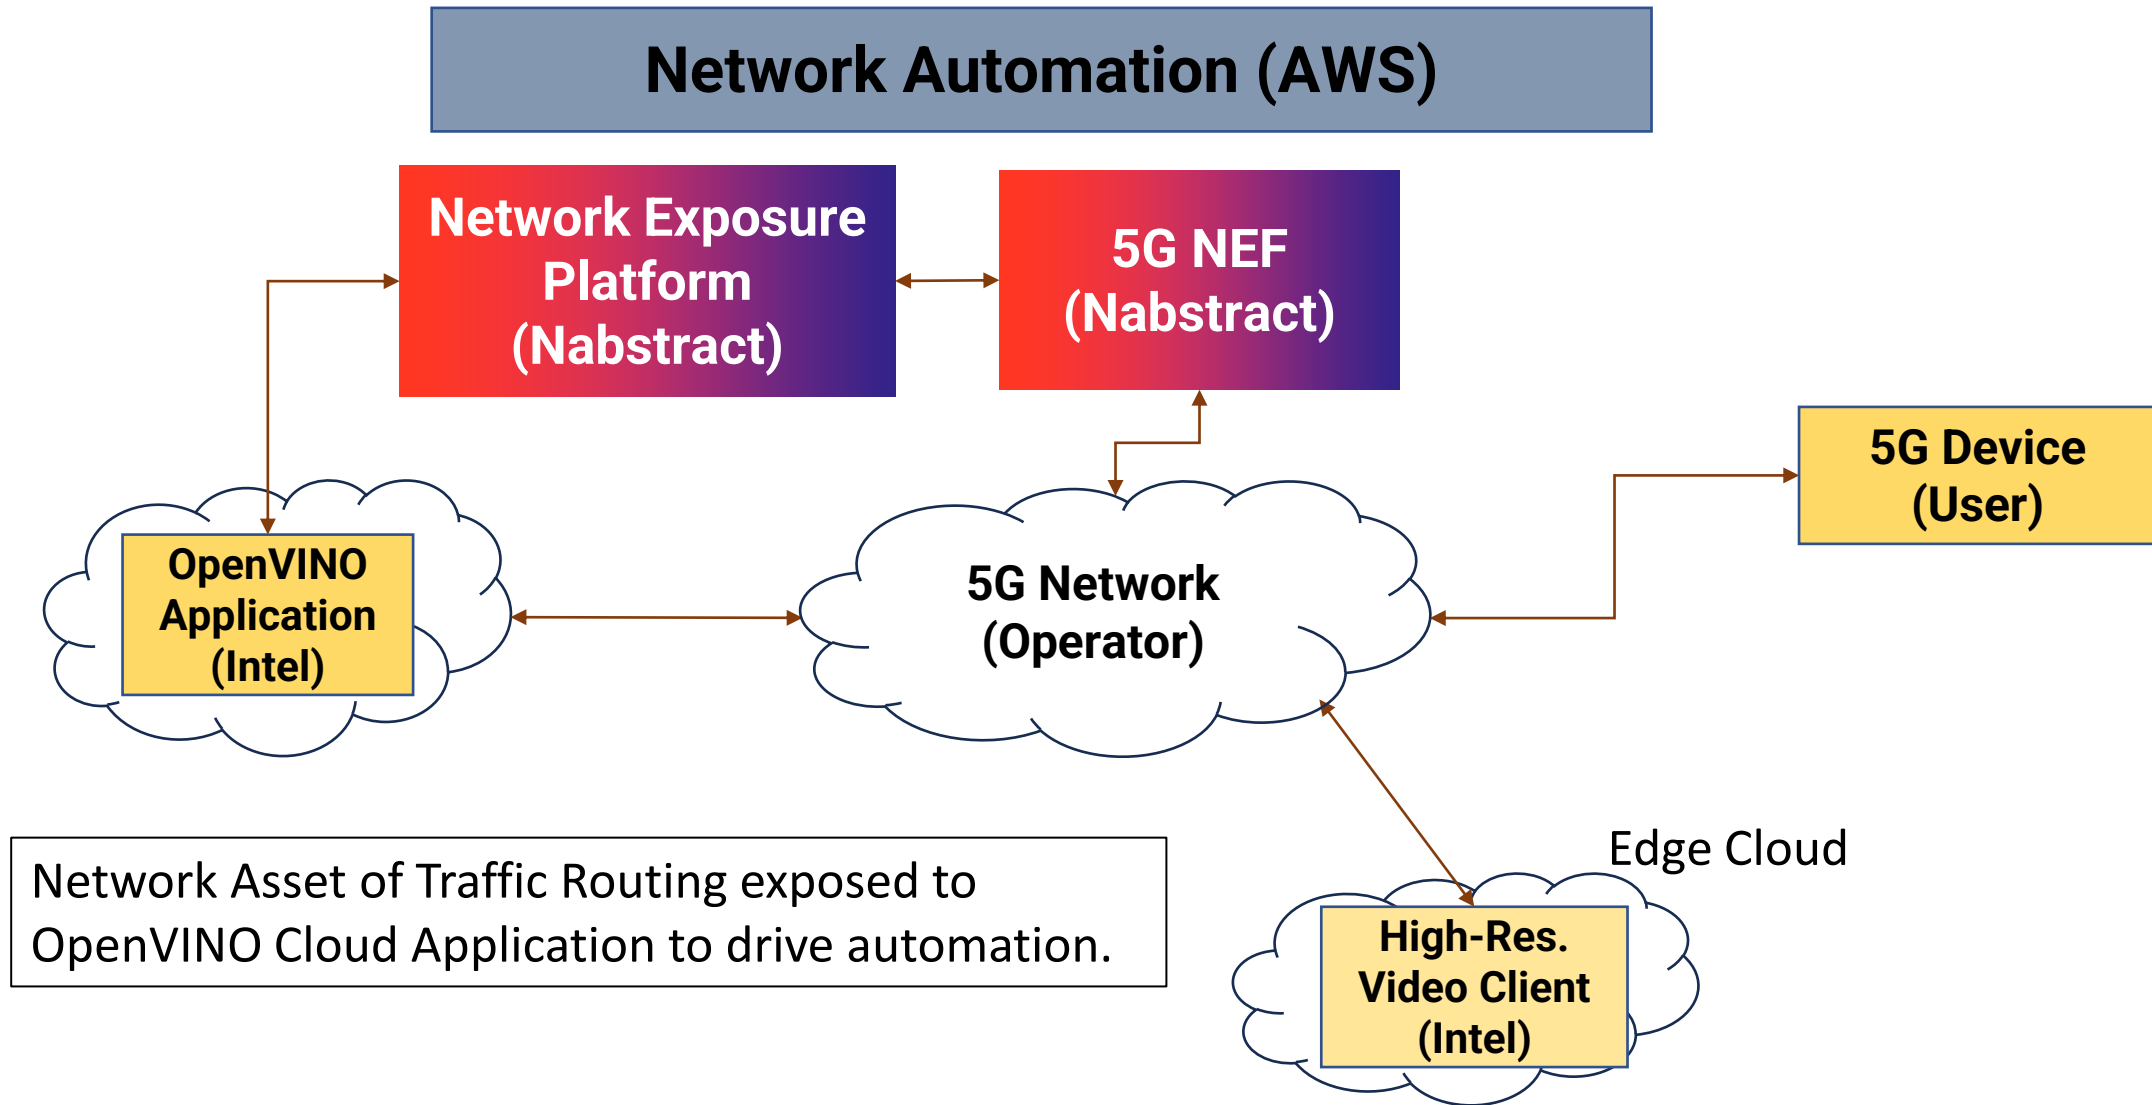 Network Automation (AWS)
Network Exposure
Platform
(Nabstract)
5G NEF
(Nabstract)
5G Device
(User)
OpenVINO
Application
(Intel)
5G Network
(Operator)
Edge Cloud
Network Asset of Traffic Routing exposed to
OpenVINO Cloud Application to drive automation.
High-Res.
Video Client
(Intel)